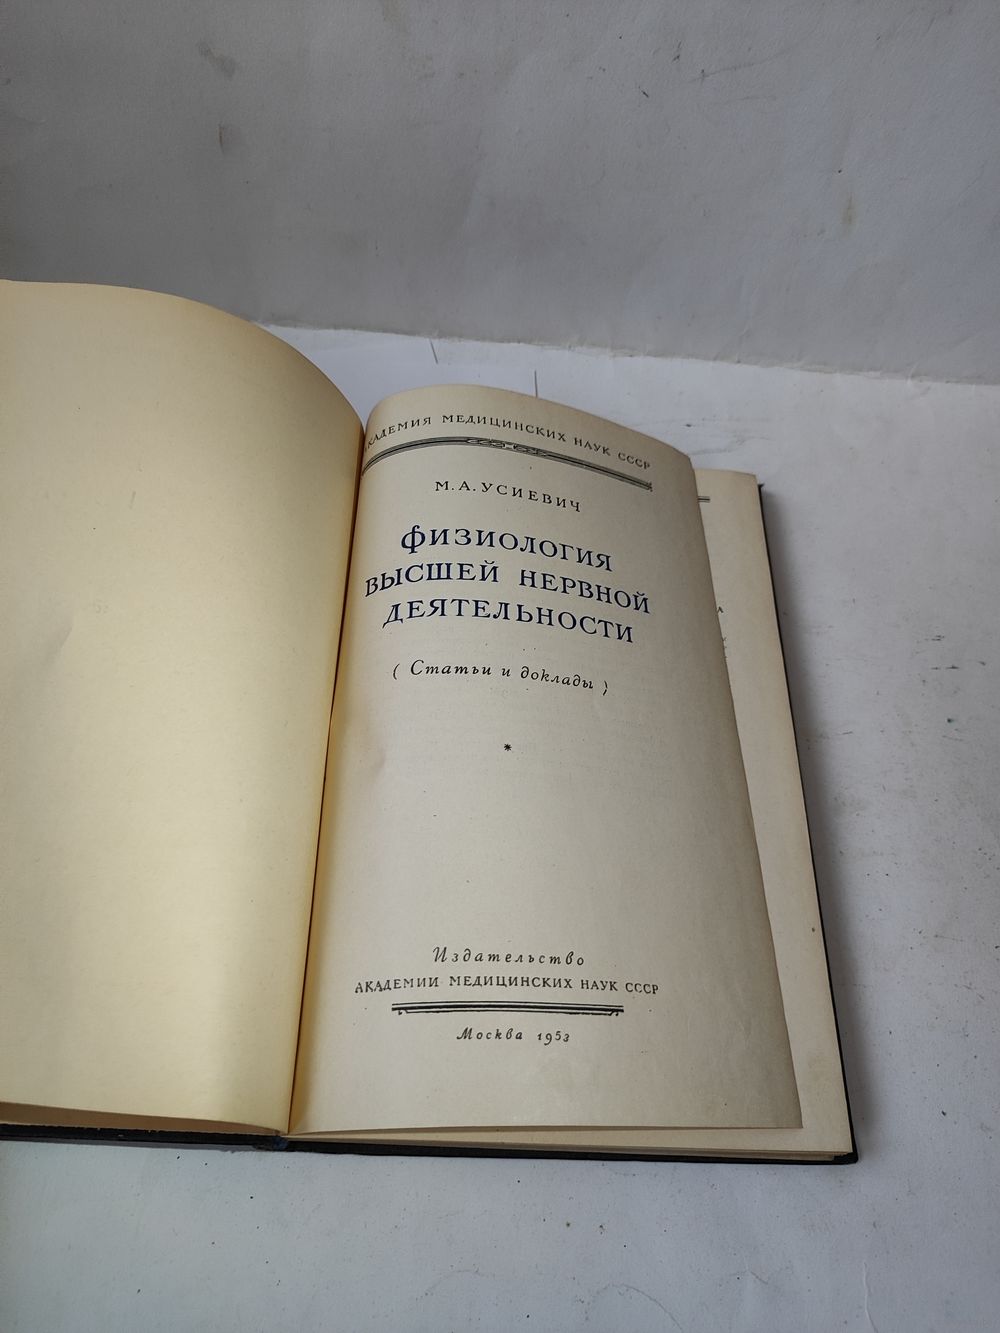 АКАДЕМИЯ МЕДИЦИНСКИХ НАУК СССР
М. А. УСИЕВИЧ
ФИЗИОЛОГИЯ
ВЫСШЕЙ НЕРВНОЙ
ДЕЯТЕЛЬНОСТИ
(Статьи и доклады)
*
Издательство
АКАДЕМИИ МЕДИЦИНСКИХ НАУК СССР
Москва 1953